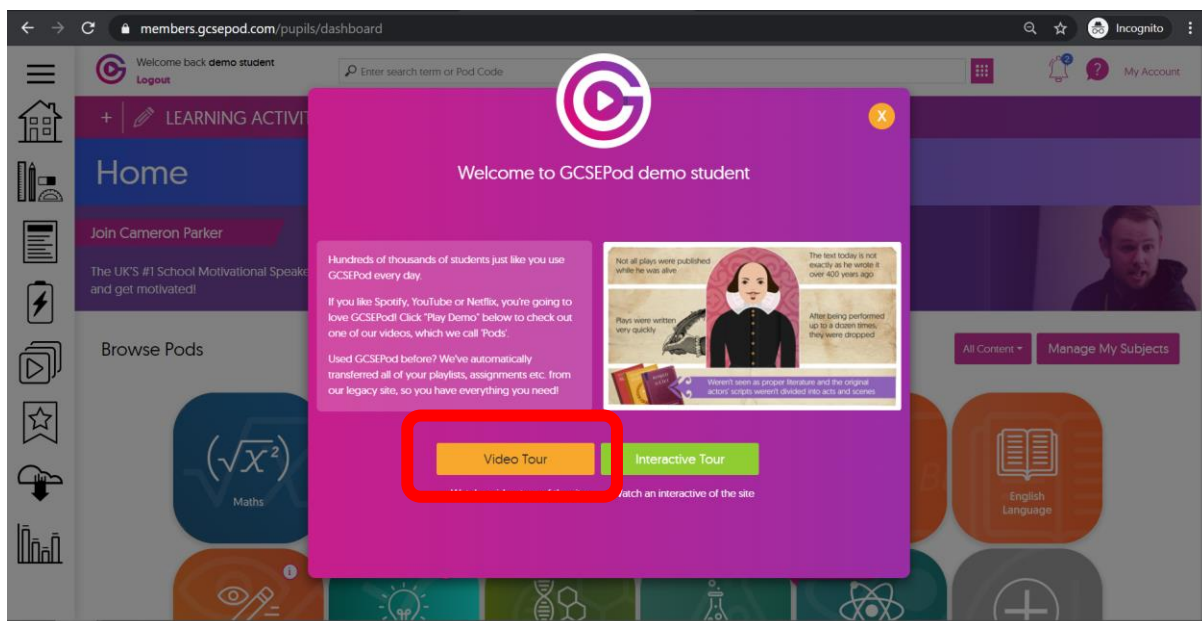 members.gcsepod.com/pupils/dashboard
Incognito
Welcome back demo student
Logout
Enter search term or Pod Code
2
?
My Account
+ LEARNING ACTIVIT
X
Home
Welcome to GCSEPod demo student
Join Cameron Parker
The UK'S #1 School Motivational Speake
and get motivated!
Hundreds of thousands of students just like you use
GCSEPod every day.
If you like Spotify, YouTube or Netflix, you're going to
love GCSEPod! Click "Play Demo" below to check out
one of our videos, which we call 'Pods'.
Used GCSEPod before? We've automatically
transferred all of your playlists, assignments etc. from
our legacy site, so you have everything you need!
Not all plays were published
while he was alive
The text today is not
exactly as he wrote it
over 400 years ago
Plays were written
very quickly
After being performed
up to a dozen times,
they were dropped
Weren't seen as proper literature and the original
actors' scripts weren't divided into acts and scenes
Browse Pods
All Content
Manage My Subjects
(√X²)
Maths
Video Tour
Interactive Tour
Watch an interactive of the site
English
Language